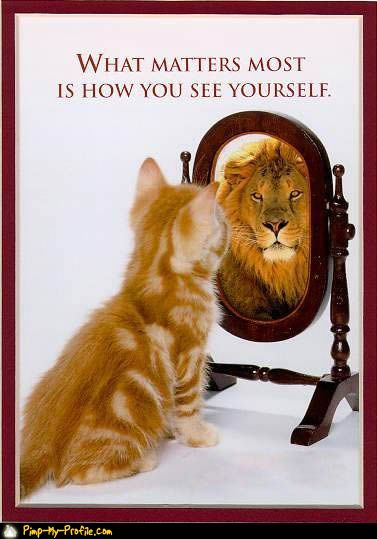 WHAT MATTERS MOST
IS HOW YOU SEE YOURSELF.
Pimp-My-Profile.com